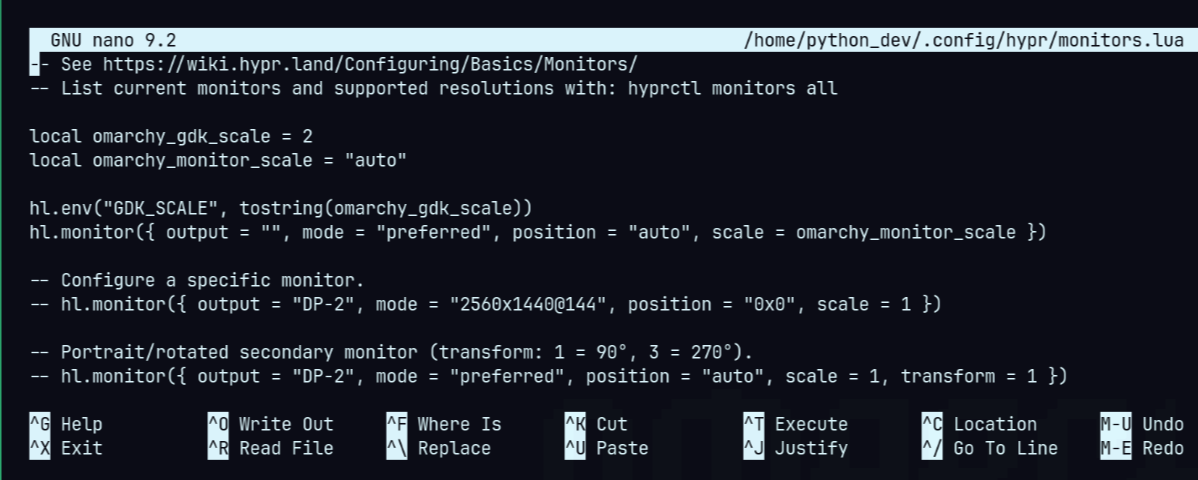 GNU nano 9.2 /home/python_dev/.config/hypr/monitors.lua
-- See https://wiki.hypr.land/Configuring/Basics/Monitors/
-- List current monitors and supported resolutions with: hyprctl monitors all
local omarchy_gdk_scale = 2
local omarchy_monitor_scale = "auto"
hl.env("GDK_SCALE", tostring(omarchy_gdk_scale))
hl.monitor({ output = "", mode = "preferred", position = "auto", scale = omarchy_monitor_scale })
-- Configure a specific monitor.
-- hl.monitor({ output = "DP-2", mode = "2560x1440@144", position = "0x0", scale = 1 })
-- Portrait/rotated secondary monitor (transform: 1 = 90°, 3 = 270°).
-- hl.monitor({ output = "DP-2", mode = "preferred", position = "auto", scale = 1, transform = 1 })
^G Help ^O Write Out ^F Where Is ^K Cut ^T Execute ^C Location M-U Undo
^X Exit ^R Read File ^\ Replace ^U Paste ^J Justify ^/ Go To Line M-E Redo